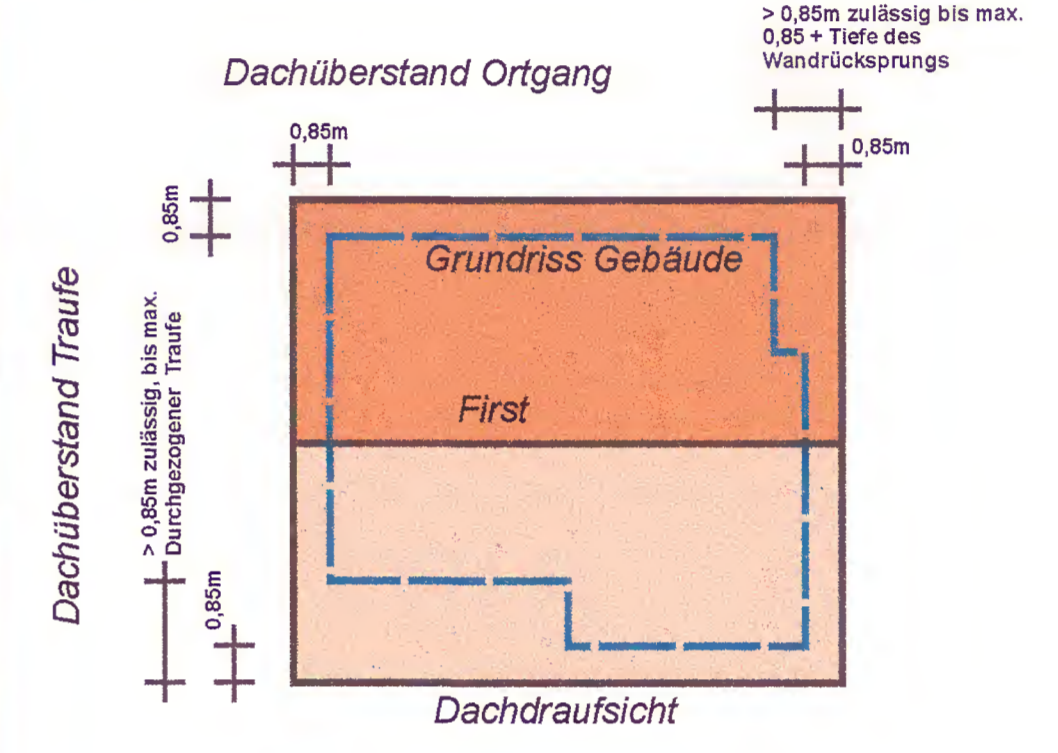 > 0,85m zulässig bis max.
0,85 + Tiefe des
Wandrücksprungs
Dachüberstand Ortgang
0,85m
0,85m
0,85m
Grundriss Gebäude
Dachüberstand Traufe
> 0,85m zulässig, bis max.
Durchgezogener Traufe
First
0,85m
Dachdraufsicht